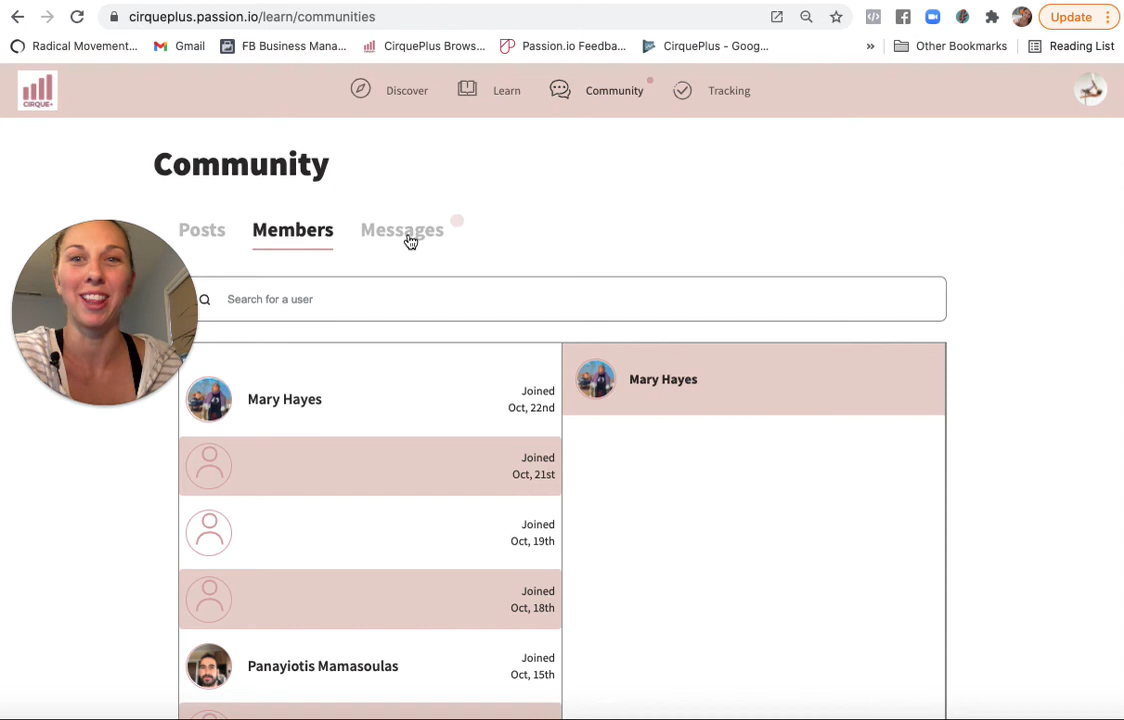 cirqueplus.passion.io/learn/communities
Update
Radical Movement...
Gmail
FB Business Mana...
CirquePlus Brows...
Passion.io Feedba...
CirquePlus - Goog...
»
Other Bookmarks
Reading List
CIRQUE+
Discover
Learn
Community
Tracking
Community
Posts
Members
Messages
Search for a user
Mary Hayes
Joined
Oct, 22nd
Mary Hayes
Joined
Oct, 21st
Joined
Oct, 19th
Joined
Oct, 18th
Panayiotis Mamasoulas
Joined
Oct, 15th